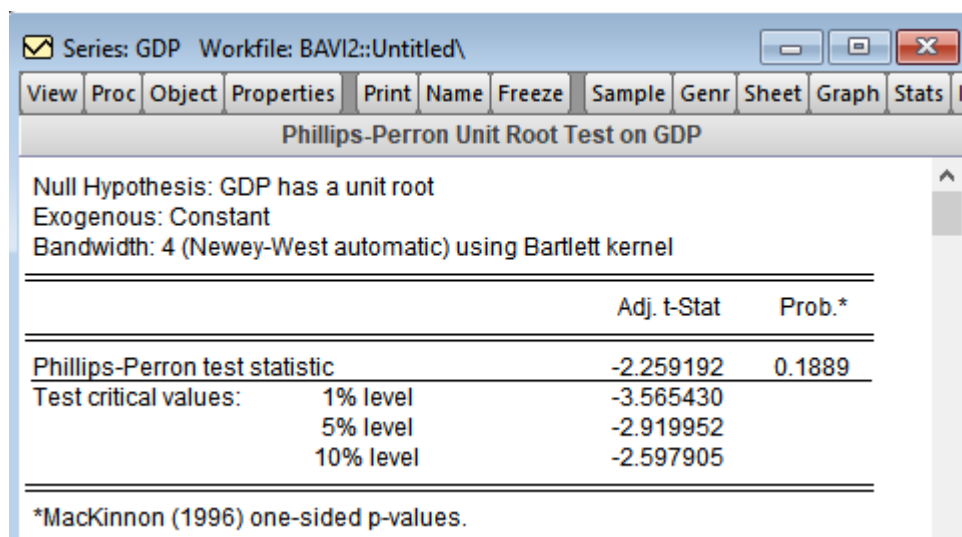 Series: GDP Workfile: BAVI2::Untitled\
View Proc Object Properties Print Name Freeze Sample Genr Sheet Graph Stats
Phillips-Perron Unit Root Test on GDP
Null Hypothesis: GDP has a unit root
Exogenous: Constant
Bandwidth: 4 (Newey-West automatic) using Bartlett kernel
Adj. t-Stat Prob.*
Phillips-Perron test statistic -2.259192 0.1889
Test critical values: 1% level -3.565430
5% level -2.919952
10% level -2.597905
*MacKinnon (1996) one-sided p-values.